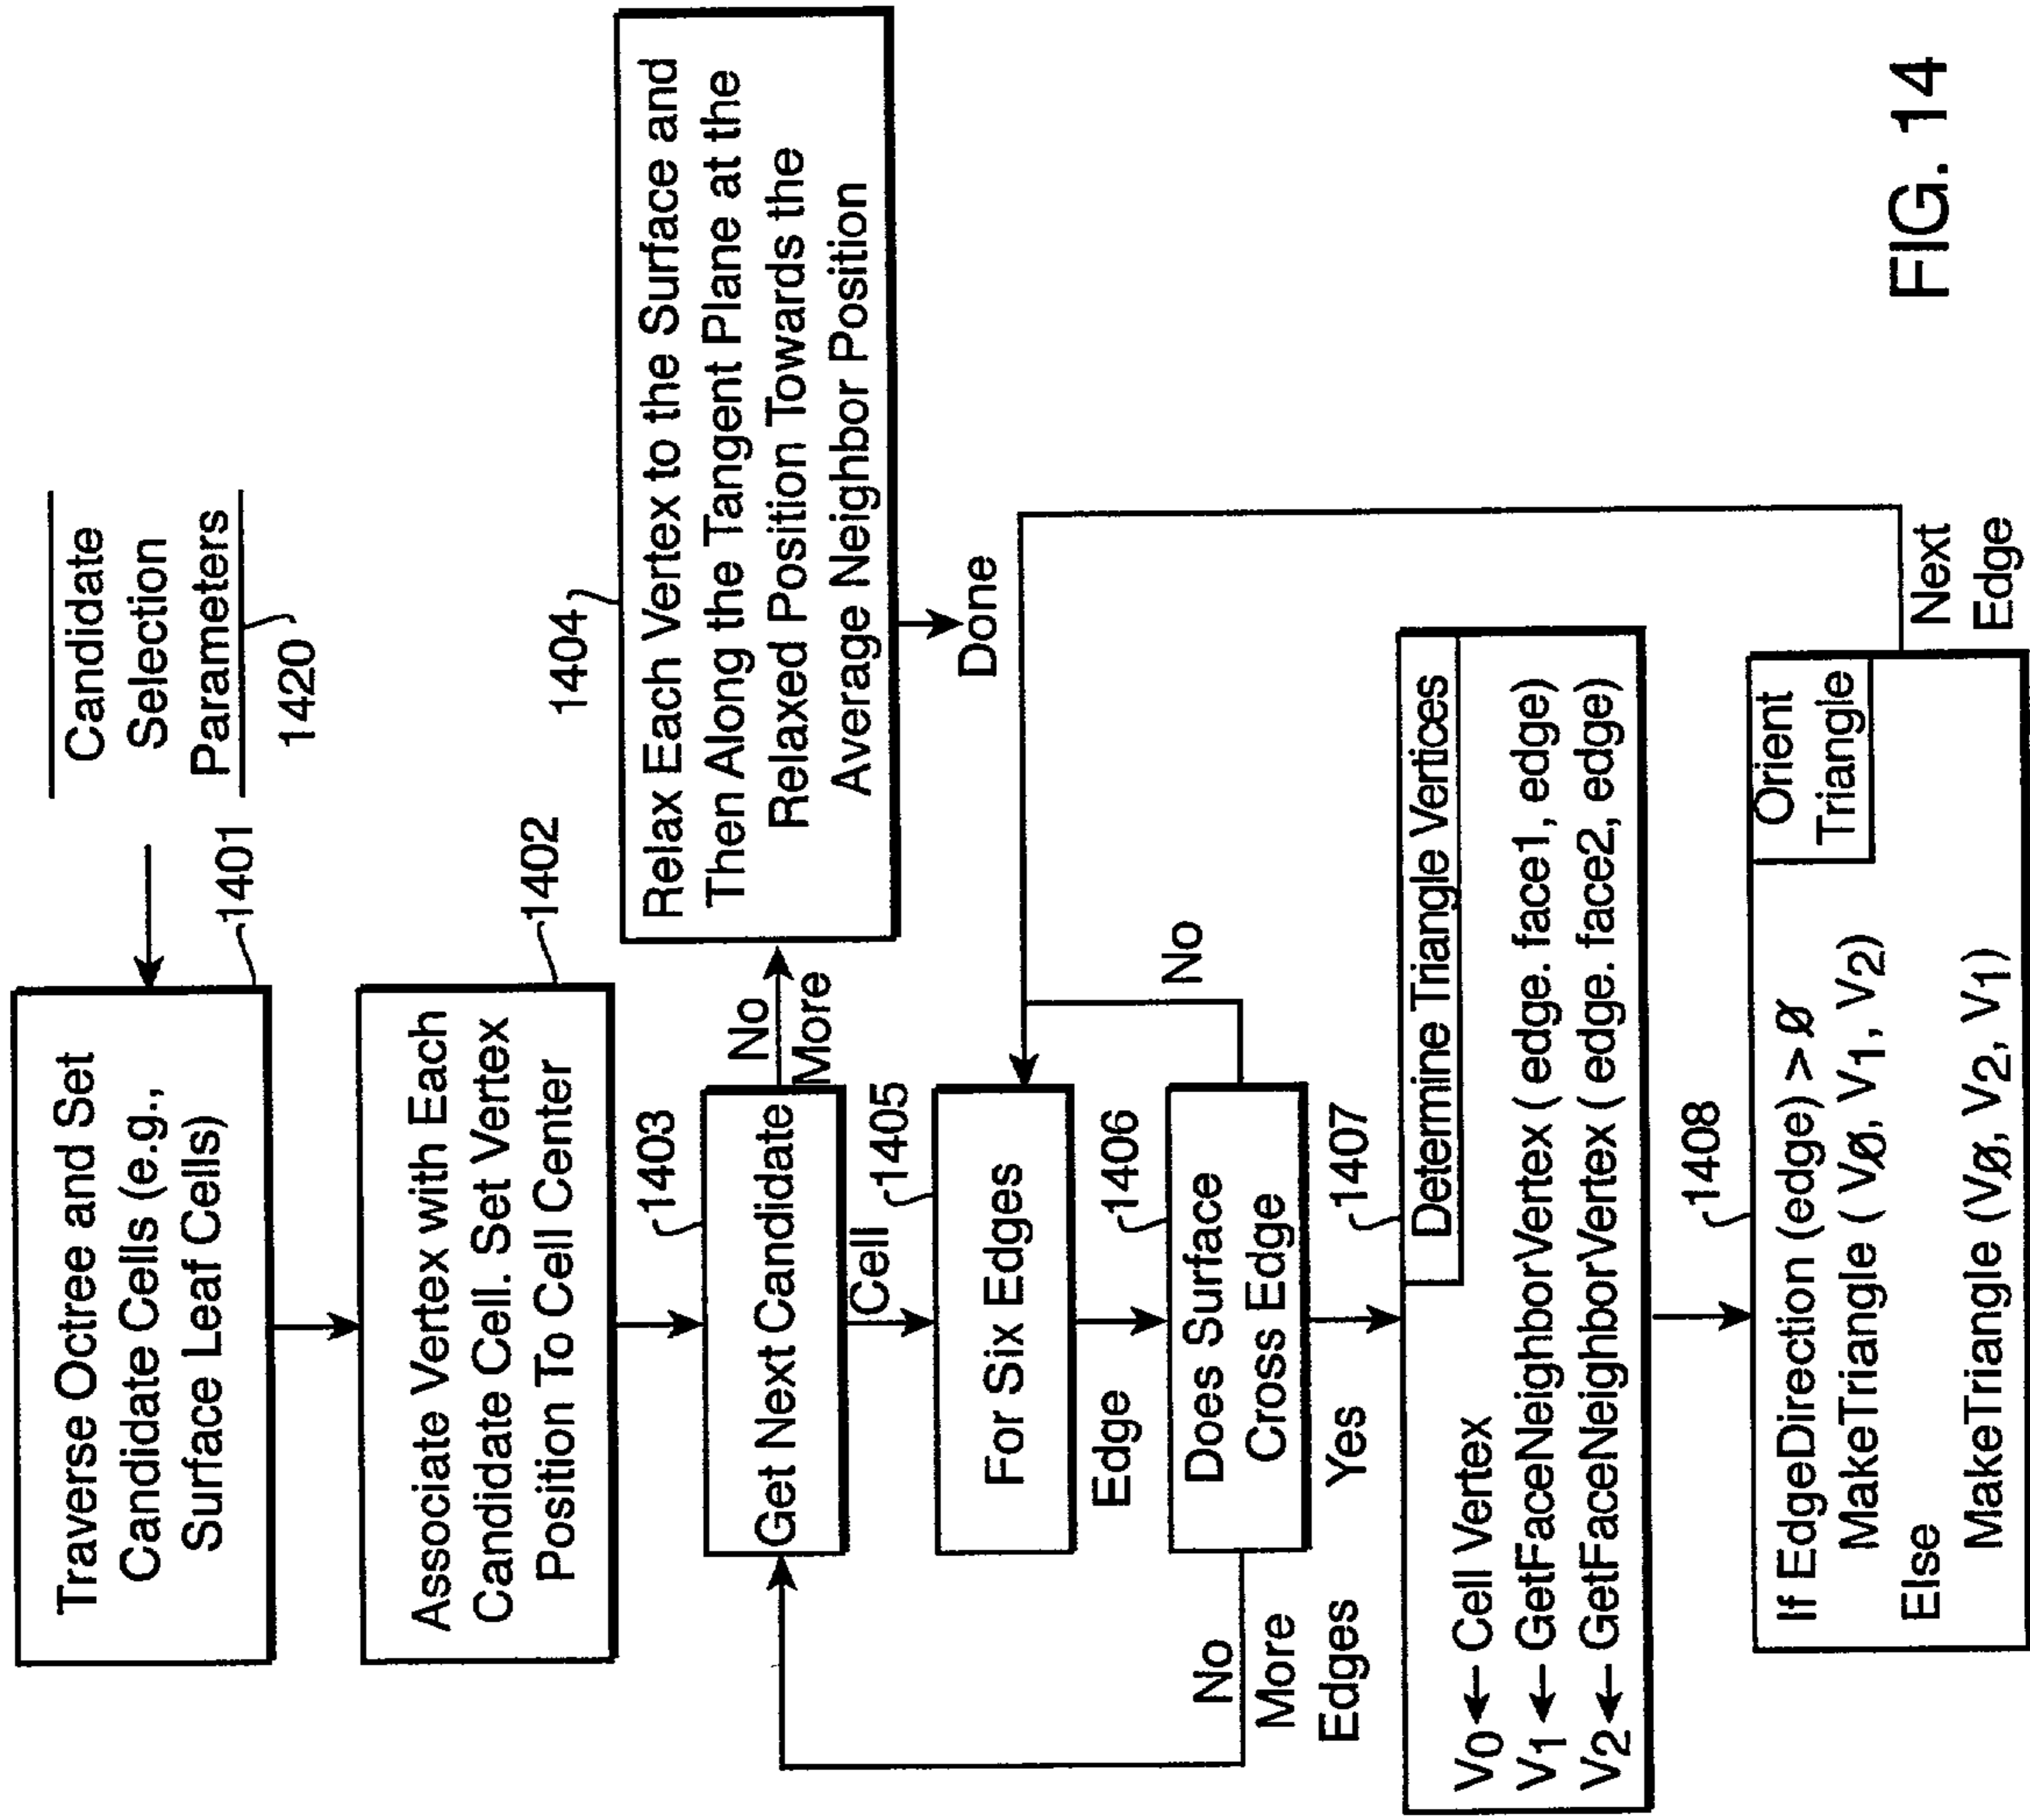 Candidate
Selection
Parameters
1420
Traverse Octree and Set
Candidate Cells (e.g.,
Surface Leaf Cells)
1401
Associate Vertex with Each
Candidate Cell. Set Vertex
Position To Cell Center
1402
1403
Get Next Candidate
No
More
1404
Relax Each Vertex to the Surface and
Then Along the Tangent Plane at the
Relaxed Position Towards the
Average Neighbor Position
Done
Cell
1405
For Six Edges
Edge
1406
Does Surface
Cross Edge
No
No
More
Edges
Yes
1407
Determine Triangle Vertices
V0 ← Cell Vertex
V1 ← GetFaceNeighborVertex ( edge. face1, edge)
V2 ← GetFaceNeighborVertex ( edge. face2, edge)
1408
Orient
Triangle
If EdgeDirection (edge) > Ø
MakeTriangle ( VØ, V1, V2)
Else
MakeTriangle (VØ, V2, V1)
Next
Edge
FIG. 14